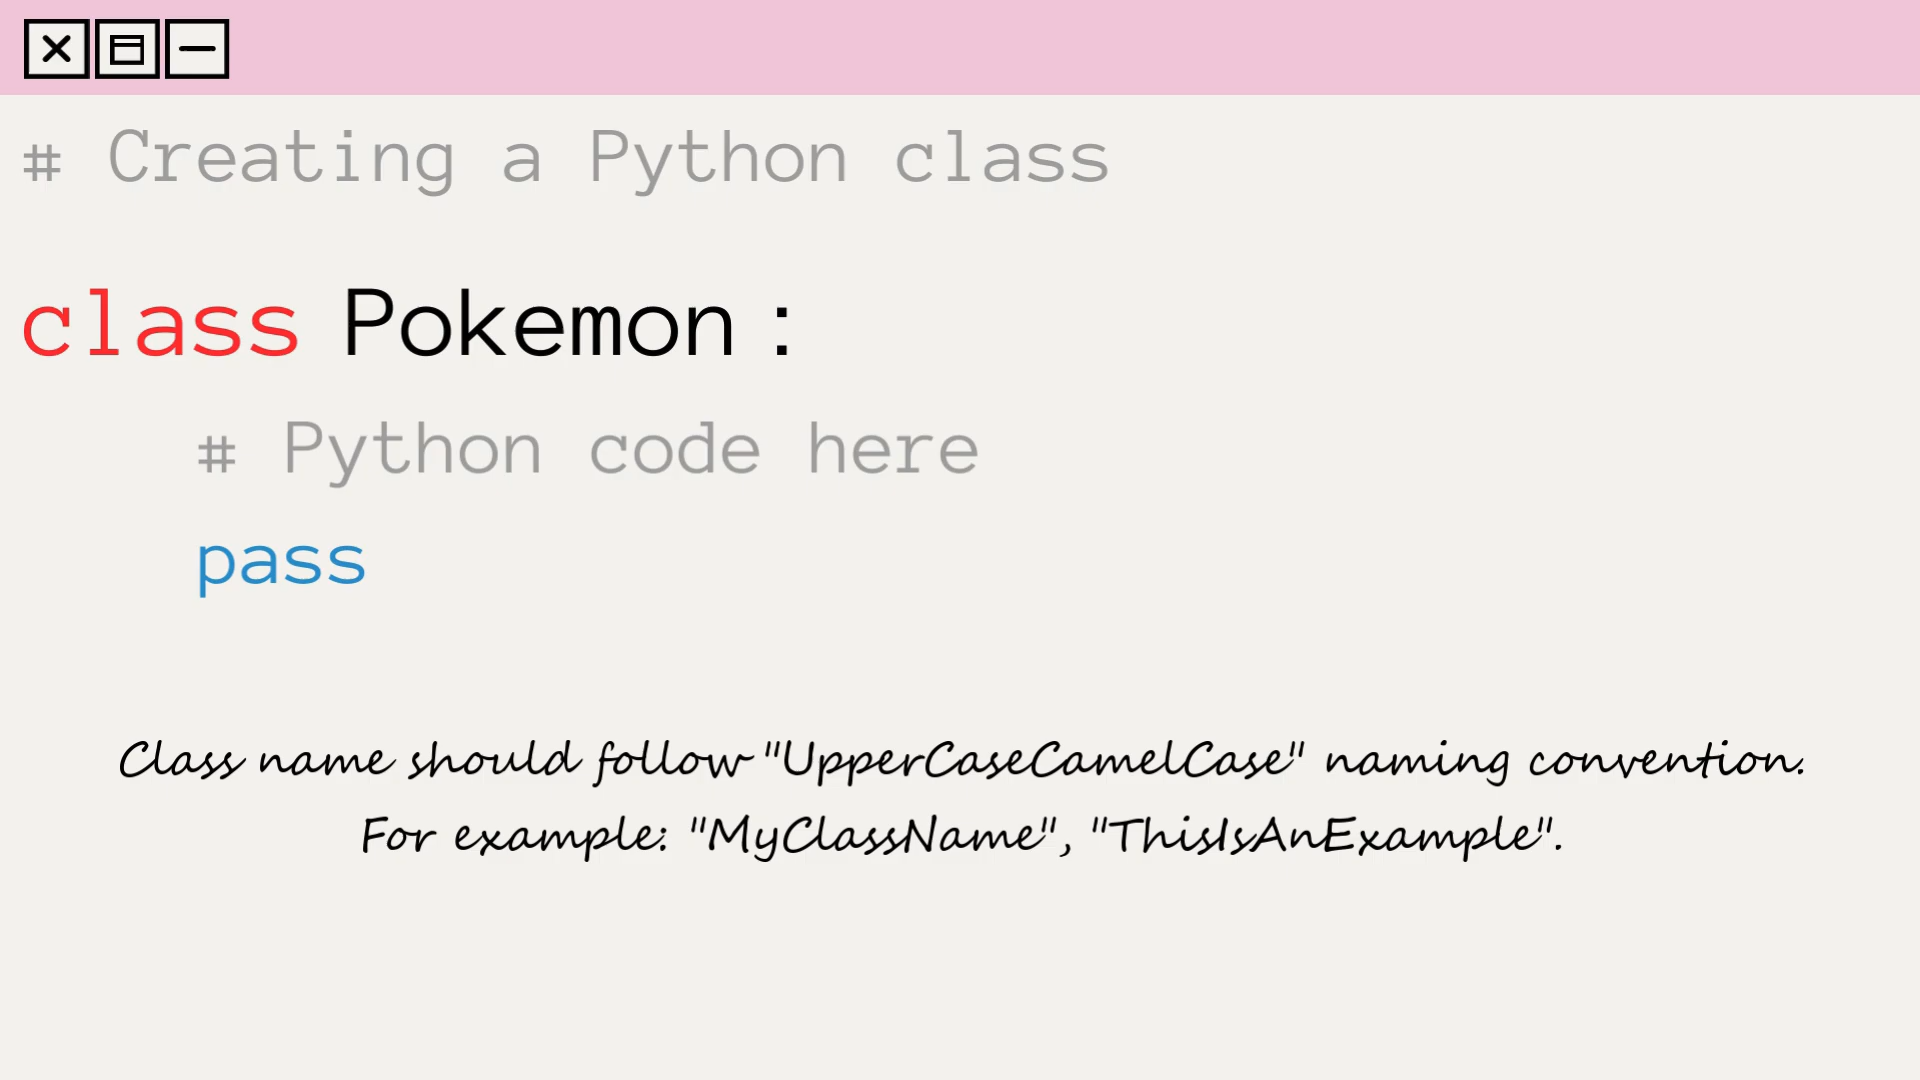 # Creating a Python class
class Pokemon:
# Python code here
pass
Class name should follow "UpperCaseCamelCase" naming convention.
For example: "MyClassName", "ThisIsAnExample".